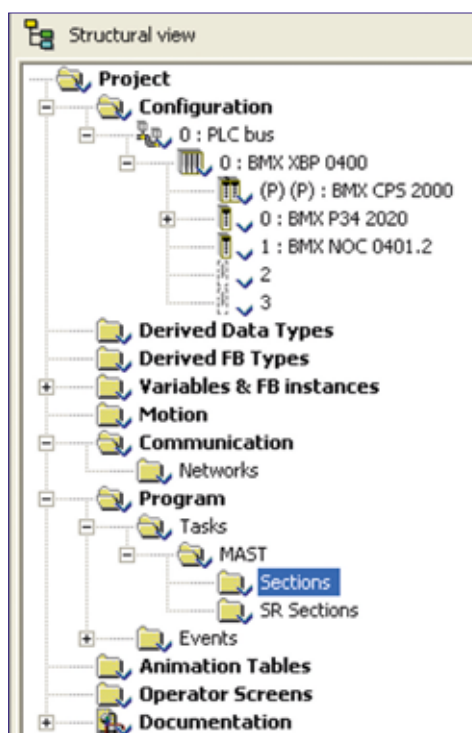 Structural view
Project
Configuration
0 : PLC bus
0 : BMX XBP 0400
(P) (P) : BMX CPS 2000
0 : BMX P34 2020
1 : BMX NOC 0401.2
2
3
Derived Data Types
Derived FB Types
Variables & FB instances
Motion
Communication
Networks
Program
Tasks
MAST
Sections
SR Sections
Events
Animation Tables
Operator Screens
Documentation